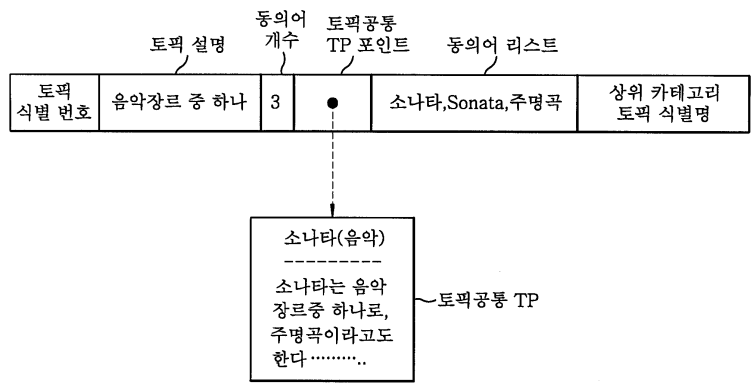 토픽 설명
동의어
개수
토픽공통
TP 포인트
동의어 리스트
토픽
식별 번호
음악장르 중 하나
3
소나타,Sonata,주명곡
상위 카테고리
토픽 식별명
소나타(음악)
소나타는 음악
장르중 하나로,
주명곡이라고도
한다 ………..
토픽공통 TP